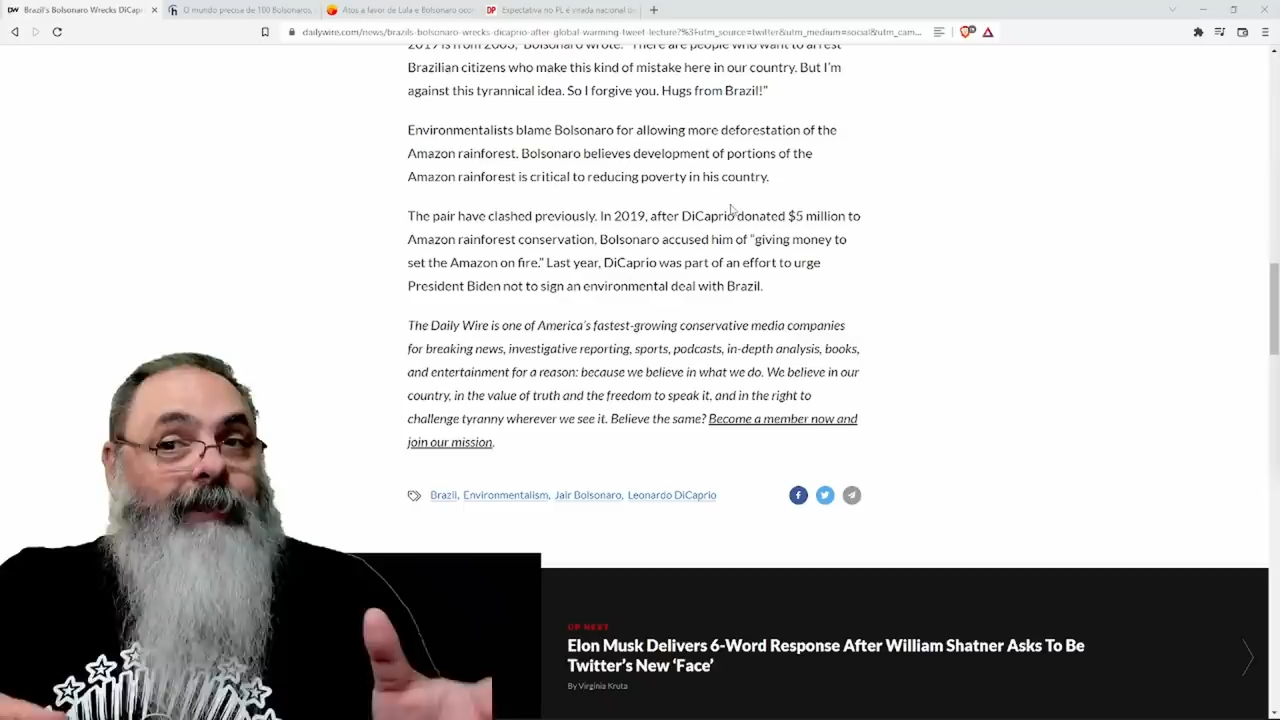 Brazil's Bolsonaro Wrecks DiCapr
O mundo precisa de 100 Bolsonaros,
Atos a favor de Lula e Bolsonaro ocor
Expectativa no PL é virada nacional de
dailywire.com/news/brazils-bolsonaro-wrecks-dicaprio-after-global-warming-tweet-lecture?%3Futm_source=twitter&utm_medium=social&utm_cam...
2019 is from 2003," Bolsonaro wrote. "There are people who want to arrest
Brazilian citizens who make this kind of mistake here in our country. But I'm
against this tyrannical idea. So I forgive you. Hugs from Brazil!"
Environmentalists blame Bolsonaro for allowing more deforestation of the
Amazon rainforest. Bolsonaro believes development of portions of the
Amazon rainforest is critical to reducing poverty in his country.
The pair have clashed previously. In 2019, after DiCaprio donated $5 million to
Amazon rainforest conservation, Bolsonaro accused him of "giving money to
set the Amazon on fire." Last year, DiCaprio was part of an effort to urge
President Biden not to sign an environmental deal with Brazil.
The Daily Wire is one of America's fastest-growing conservative media companies
for breaking news, investigative reporting, sports, podcasts, in-depth analysis, books,
and entertainment for a reason: because we believe in what we do. We believe in our
country, in the value of truth and the freedom to speak it, and in the right to
challenge tyranny wherever we see it. Believe the same? Become a member now and
join our mission.
Brazil, Environmentalism, Jair Bolsonaro, Leonardo DiCaprio
UP NEXT
Elon Musk Delivers 6-Word Response After William Shatner Asks To Be
Twitter's New 'Face'
By Virginia Kruta